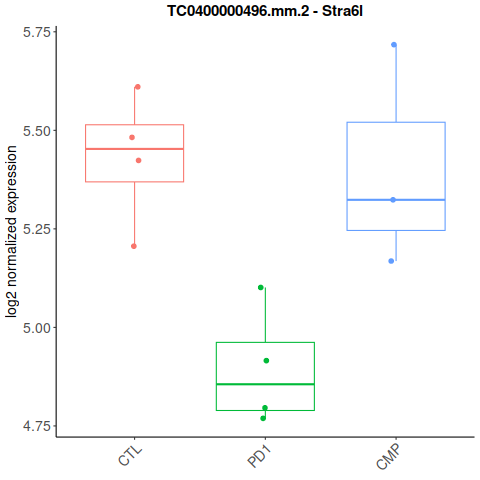 TC0400000496.mm.2 - Stra6l
log2 normalized expression
5.75
5.50
5.25
5.00
4.75
CTL
PD1
CMP